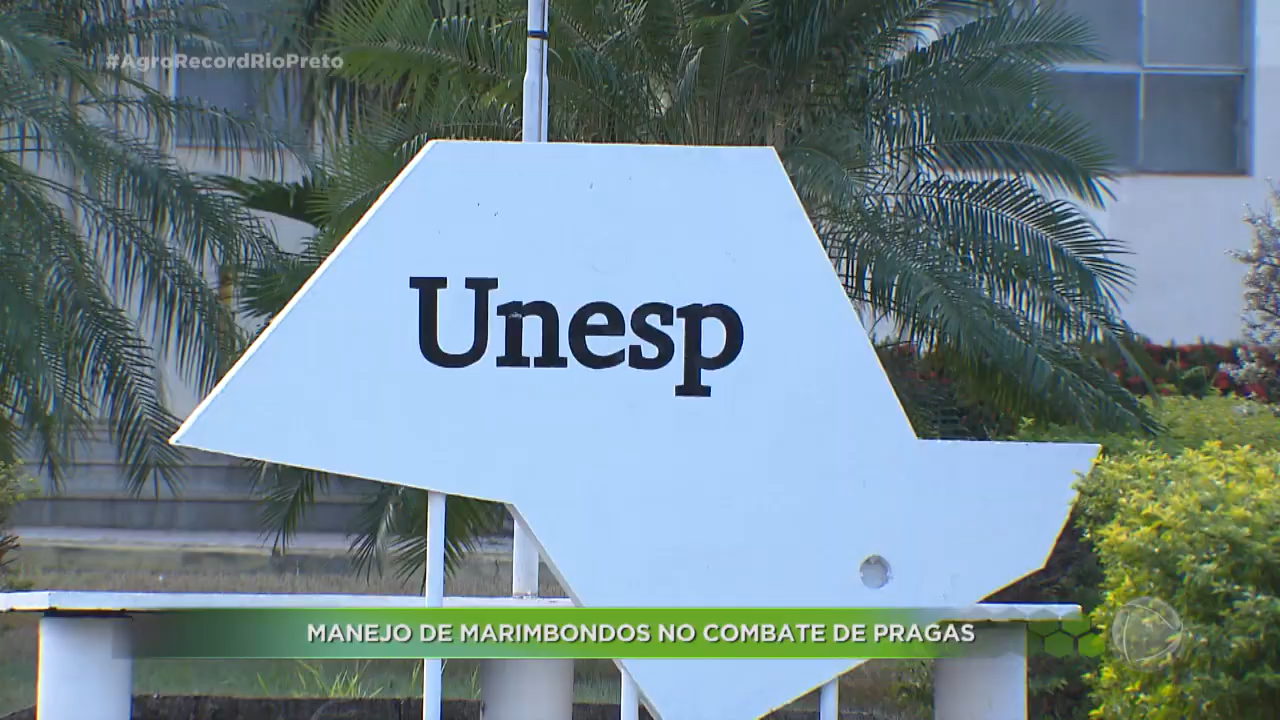 #AgroRecordRioPreto
Unesp
MANEJO DE MARIMBONDOS NO COMBATE DE PRAGAS